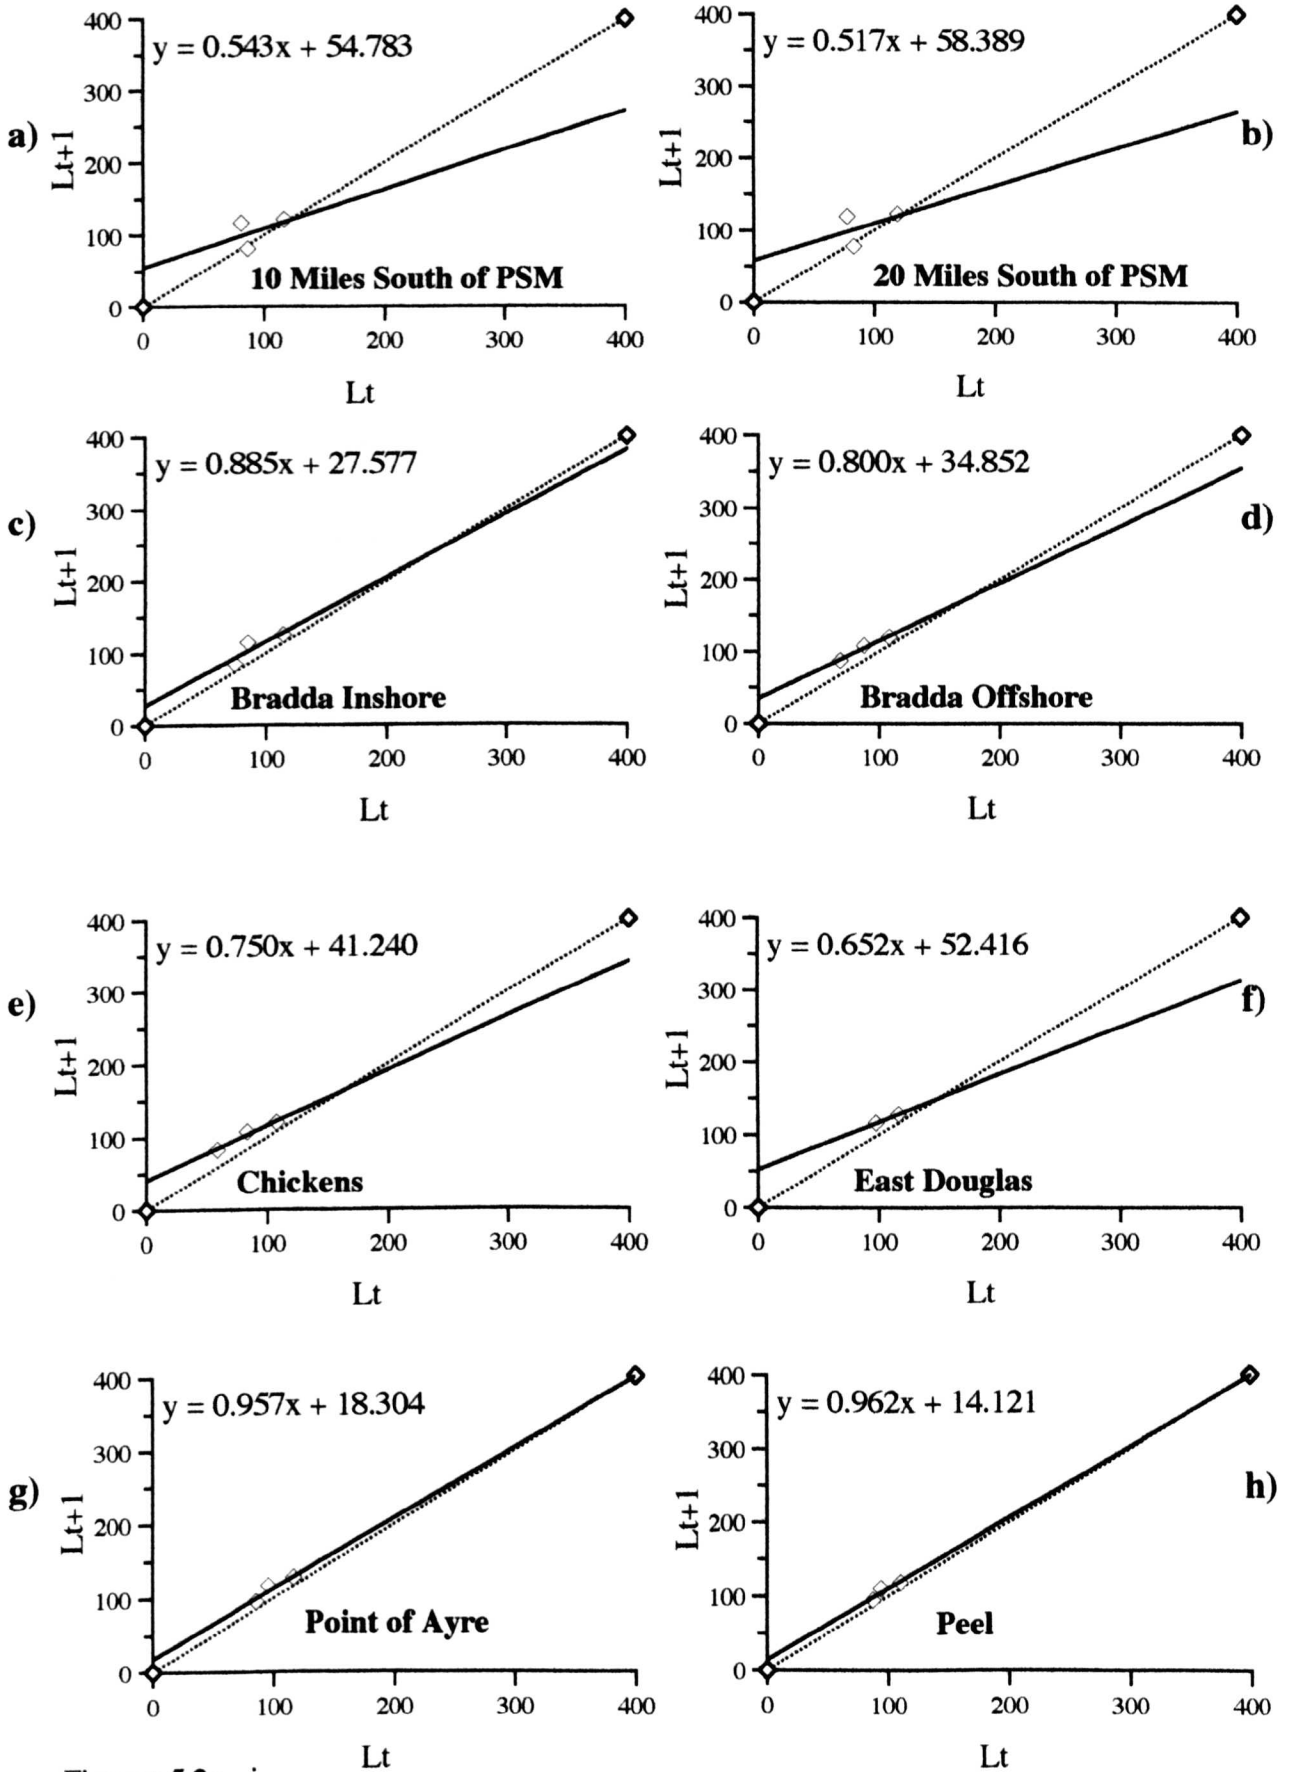 a)
y = 0.543x + 54.783
400
300
200
100
0
Lt+1
10 Miles South of PSM
0 100 200 300 400
Lt
b)
y = 0.517x + 58.389
400
300
200
100
0
Lt+1
20 Miles South of PSM
0 100 200 300 400
Lt
c)
y = 0.885x + 27.577
400
300
200
100
0
Lt+1
Bradda Inshore
0 100 200 300 400
Lt
d)
y = 0.800x + 34.852
400
300
200
100
0
Lt+1
Bradda Offshore
0 100 200 300 400
Lt
e)
y = 0.750x + 41.240
400
300
200
100
0
Lt+1
Chickens
0 100 200 300 400
Lt
f)
y = 0.652x + 52.416
400
300
200
100
0
Lt+1
East Douglas
0 100 200 300 400
Lt
g)
y = 0.957x + 18.304
400
300
200
100
0
Lt+1
Point of Ayre
0 100 200 300 400
Lt
h)
y = 0.962x + 14.121
400
300
200
100
0
Lt+1
Peel
0 100 200 300 400
Lt